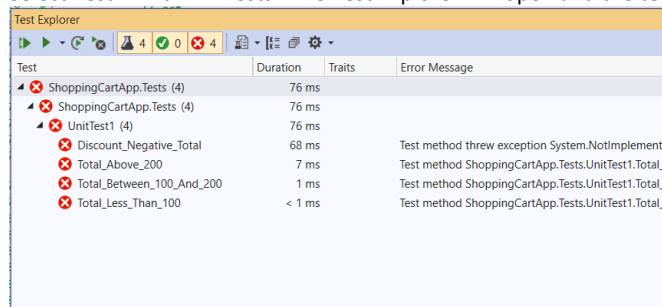 Test Explorer
4 0 4
Test Duration Traits Error Message
ShoppingCartApp.Tests (4) 76 ms
ShoppingCartApp.Tests (4) 76 ms
UnitTest1 (4) 76 ms
Discount_Negative_Total 68 ms Test method threw exception System.NotImplement
Total_Above_200 7 ms Test method ShoppingCartApp.Tests.UnitTest1.Total_
Total_Between_100_And_200 1 ms Test method ShoppingCartApp.Tests.UnitTest1.Total_
Total_Less_Than_100 < 1 ms Test method ShoppingCartApp.Tests.UnitTest1.Total_